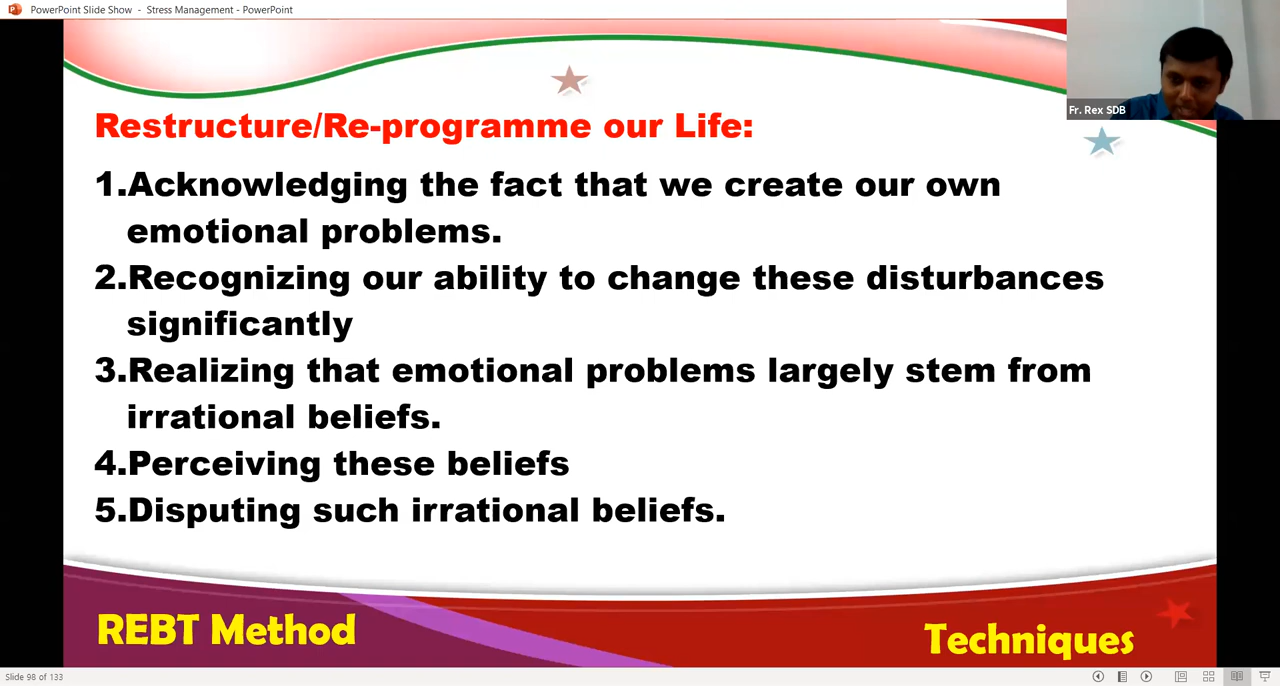 PowerPoint Slide Show - Stress Management - PowerPoint
Fr. Rex SDB
Restructure/Re-programme our Life:
1.Acknowledging the fact that we create our own
emotional problems.
2.Recognizing our ability to change these disturbances
significantly
3.Realizing that emotional problems largely stem from
irrational beliefs.
4.Perceiving these beliefs
5.Disputing such irrational beliefs.
REBT Method
Techniques
Slide 98 of 133